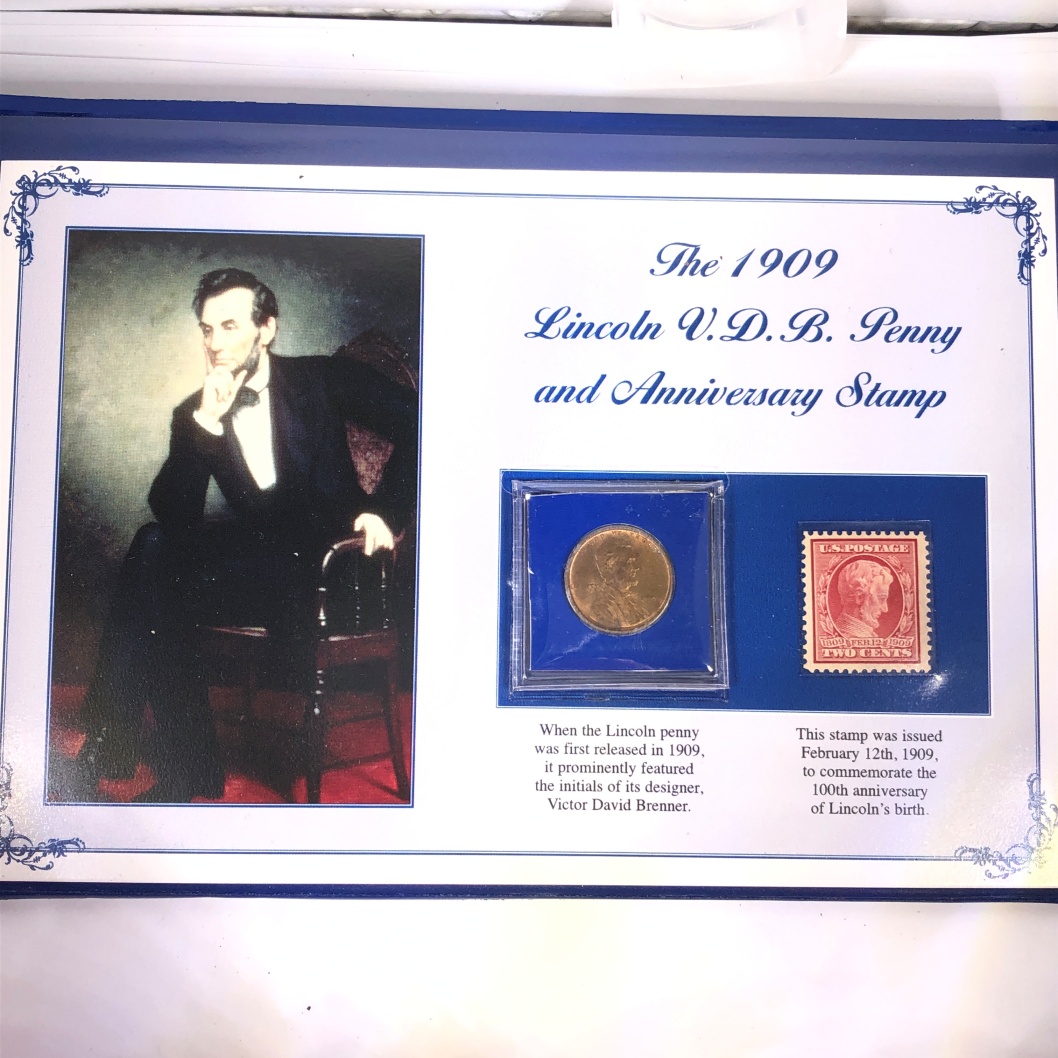 The 1909
Lincoln V.D.B. Penny
and Anniversary Stamp
U.S. POSTAGE
1809 FEB. 12 1909
TWO CENTS
When the Lincoln penny
was first released in 1909,
it prominently featured
the initials of its designer,
Victor David Brenner.
This stamp was issued
February 12th, 1909,
to commemorate the
100th anniversary
of Lincoln's birth.